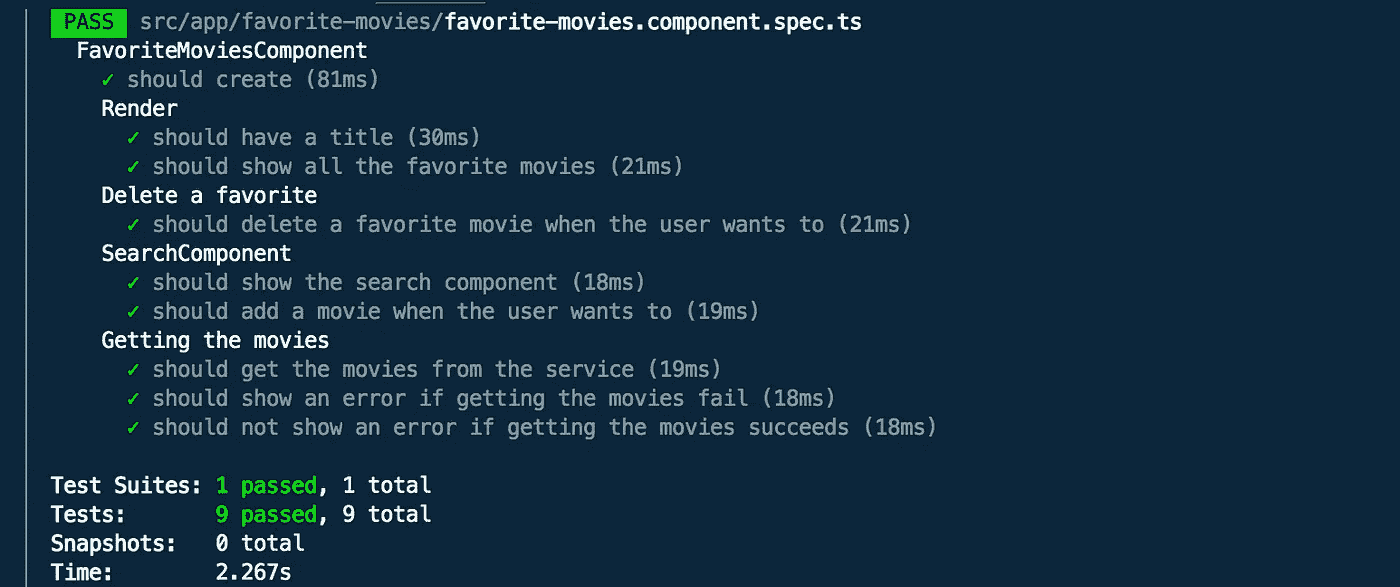 PASS src/app/favorite-movies/favorite-movies.component.spec.ts
FavoriteMoviesComponent
✓ should create (81ms)
Render
✓ should have a title (30ms)
✓ should show all the favorite movies (21ms)
Delete a favorite
✓ should delete a favorite movie when the user wants to (21ms)
SearchComponent
✓ should show the search component (18ms)
✓ should add a movie when the user wants to (19ms)
Getting the movies
✓ should get the movies from the service (19ms)
✓ should show an error if getting the movies fail (18ms)
✓ should not show an error if getting the movies succeeds (18ms)
Test Suites: 1 passed, 1 total
Tests: 9 passed, 9 total
Snapshots: 0 total
Time: 2.267s